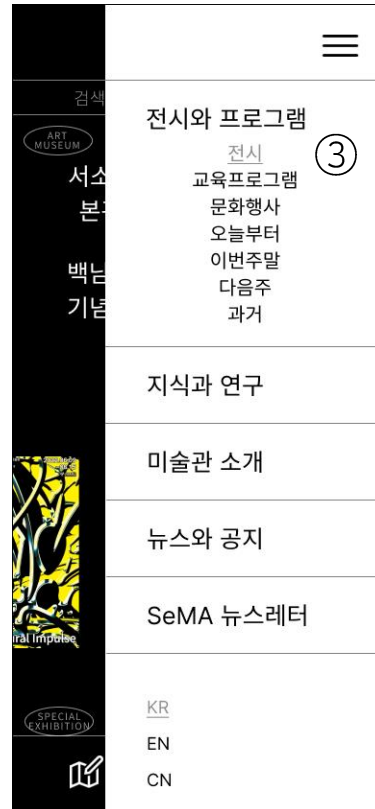 검색
ART
MUSEUM
서소
본
백남
기념
ral Impulse
SPECIAL
EXHIBITION
전시와 프로그램
전시
③
교육프로그램
문화행사
오늘부터
이번주말
다음주
과거
지식과 연구
미술관 소개
뉴스와 공지
SeMA 뉴스레터
KR
EN
CN